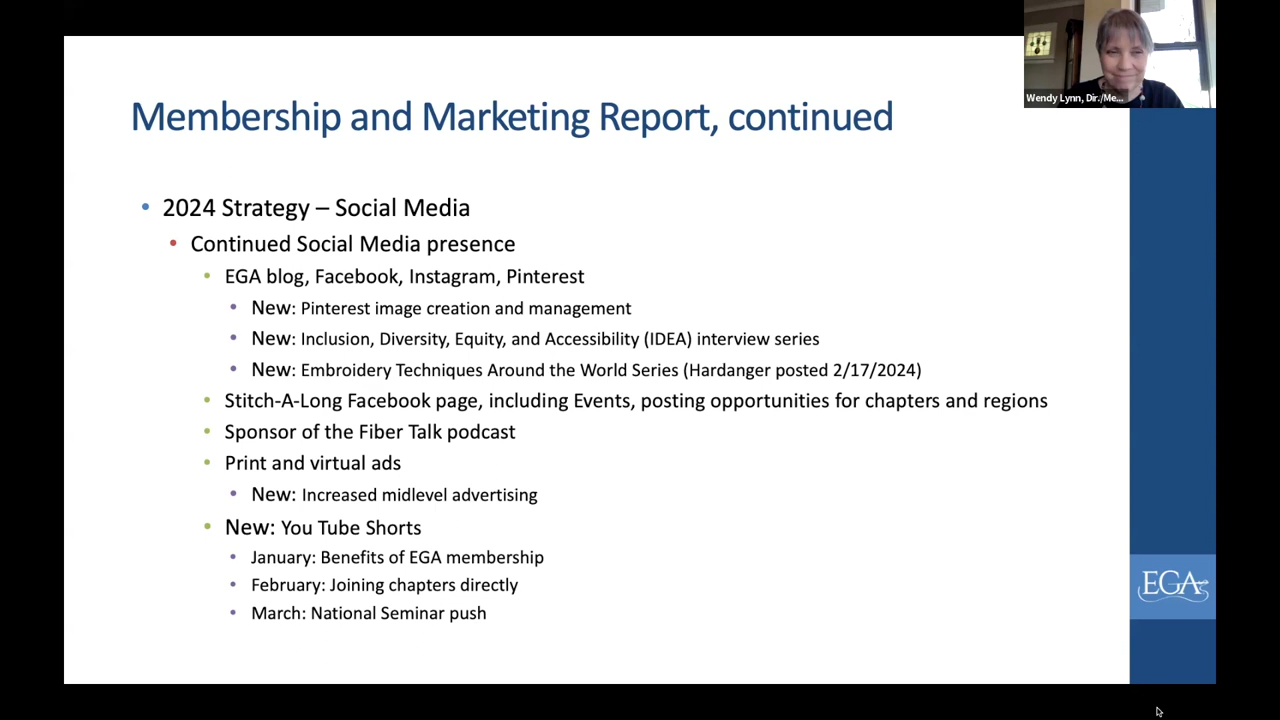 Wendy Lynn, Dir./Me...
Membership and Marketing Report, continued
• 2024 Strategy – Social Media
• Continued Social Media presence
• EGA blog, Facebook, Instagram, Pinterest
• New: Pinterest image creation and management
• New: Inclusion, Diversity, Equity, and Accessibility (IDEA) interview series
• New: Embroidery Techniques Around the World Series (Hardanger posted 2/17/2024)
• Stitch-A-Long Facebook page, including Events, posting opportunities for chapters and regions
• Sponsor of the Fiber Talk podcast
• Print and virtual ads
• New: Increased midlevel advertising
• New: You Tube Shorts
• January: Benefits of EGA membership
• February: Joining chapters directly
• March: National Seminar push
EGA